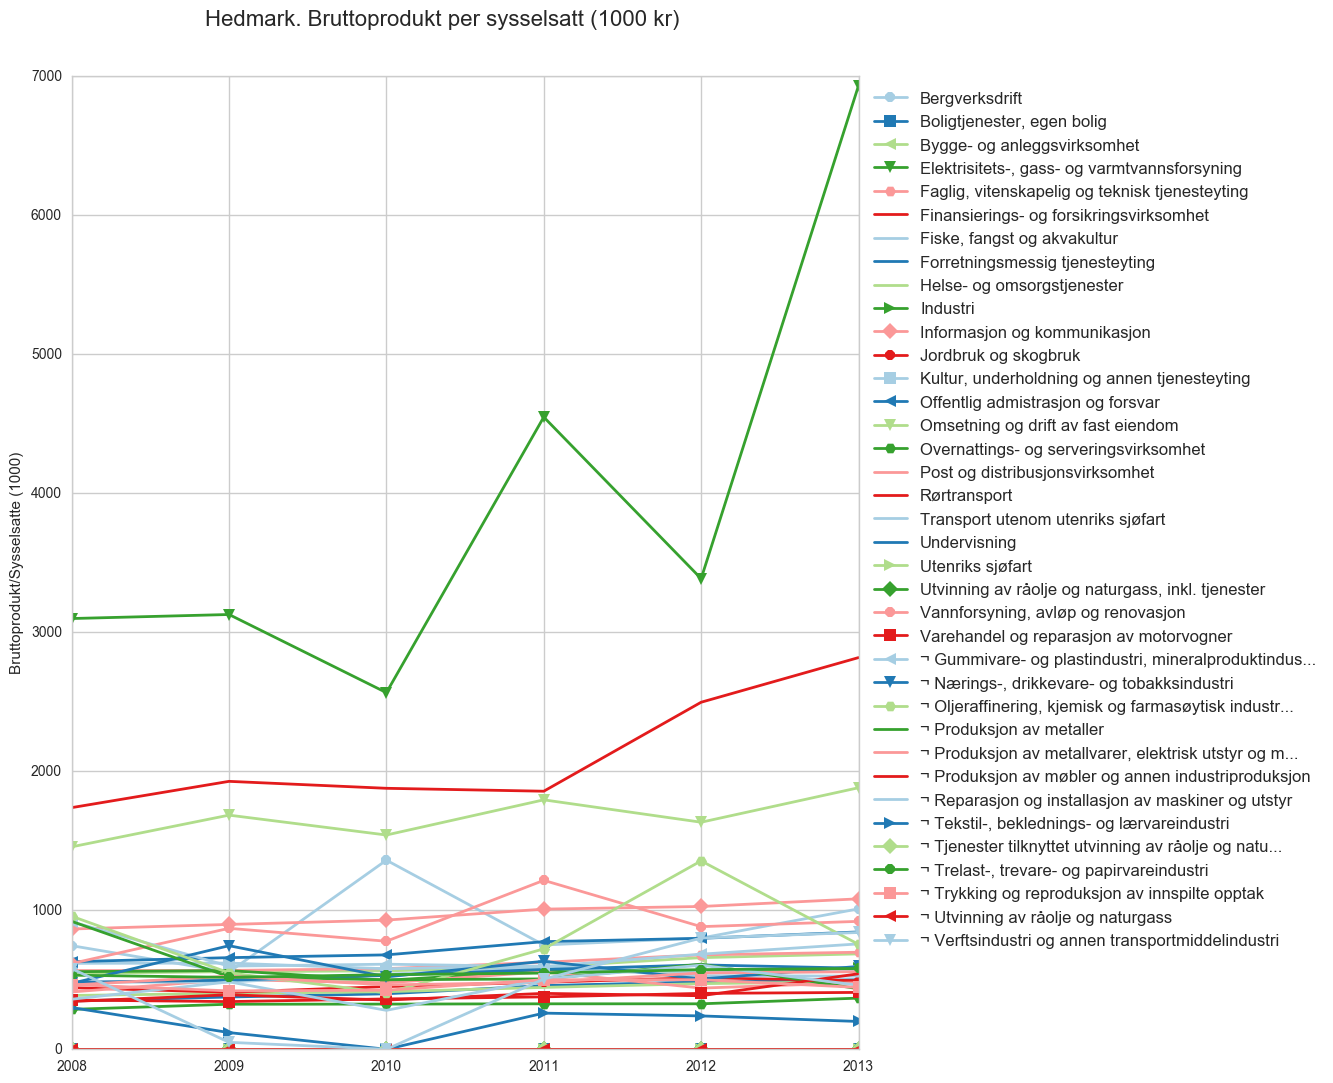 Hedmark. Bruttoprodukt per sysselsatt (1000 kr)
7000
6000
5000
4000
3000
2000
1000
0
Bruttoprodukt/Sysselsatte (1000)
2008
2009
2010
2011
2012
2013
Bergverksdrift
Boligtjenester, egen bolig
Bygge- og anleggsvirksomhet
Elektrisitets-, gass- og varmtvannsforsyning
Faglig, vitenskapelig og teknisk tjenesteyting
Finansierings- og forsikringsvirksomhet
Fiske, fangst og akvakultur
Forretningsmessig tjenesteyting
Helse- og omsorgstjenester
Industri
Informasjon og kommunikasjon
Jordbruk og skogbruk
Kultur, underholdning og annen tjenesteyting
Offentlig admistrasjon og forsvar
Omsetning og drift av fast eiendom
Overnattings- og serveringsvirksomhet
Post og distribusjonsvirksomhet
Rørtransport
Transport utenom utenriks sjøfart
Undervisning
Utenriks sjøfart
Utvinning av råolje og naturgass, inkl. tjenester
Vannforsyning, avløp og renovasjon
Varehandel og reparasjon av motorvogner
¬ Gummivare- og plastindustri, mineralproduktindus...
¬ Nærings-, drikkevare- og tobakksindustri
¬ Oljeraffinering, kjemisk og farmasøytisk industr...
¬ Produksjon av metaller
¬ Produksjon av metallvarer, elektrisk utstyr og m...
¬ Produksjon av møbler og annen industriproduksjon
¬ Reparasjon og installasjon av maskiner og utstyr
¬ Tekstil-, beklednings- og lærvareindustri
¬ Tjenester tilknyttet utvinning av råolje og natu...
¬ Trelast-, trevare- og papirvareindustri
¬ Trykking og reproduksjon av innspilte opptak
¬ Utvinning av råolje og naturgass
¬ Verftsindustri og annen transportmiddelindustri